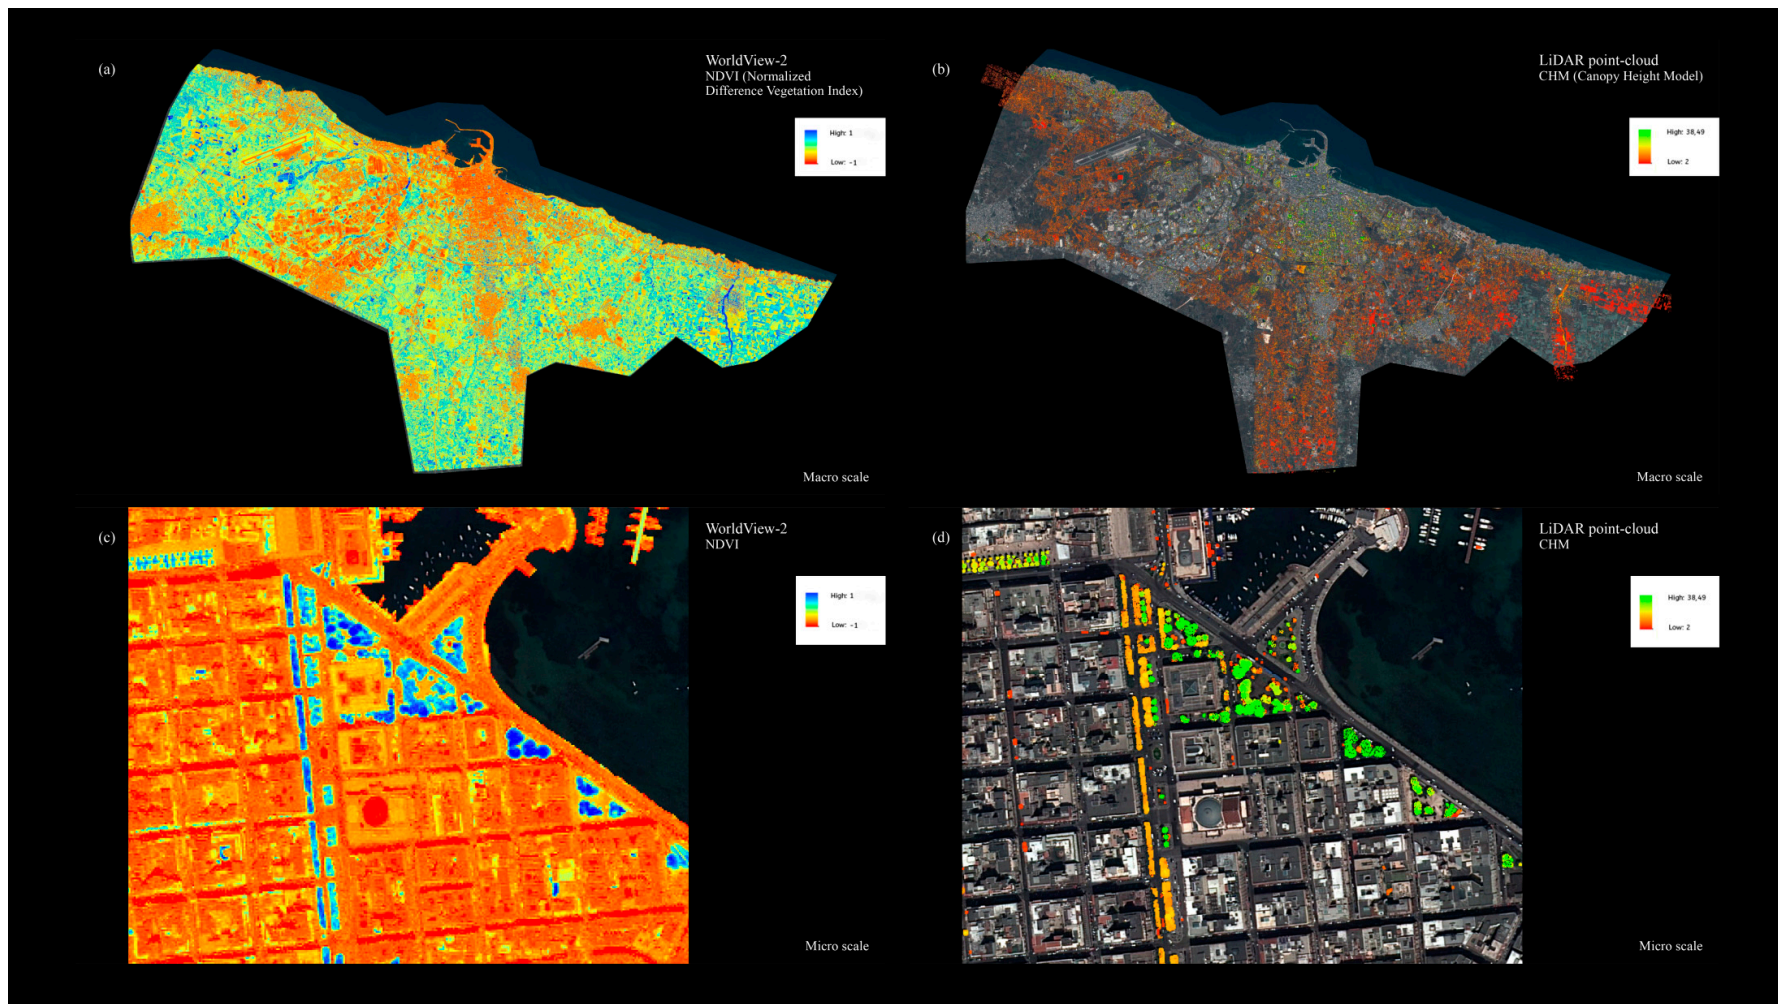 (a)
WorldView-2
NDVI (Normalized
Difference Vegetation Index)
High: 1
Low: -1
Macro scale
(b)
LiDAR point-cloud
CHM (Canopy Height Model)
High: 38,49
Low: 2
Macro scale
(c)
WorldView-2
NDVI
High: 1
Low: -1
Micro scale
(d)
LiDAR point-cloud
CHM
High: 38,49
Low: 2
Micro scale